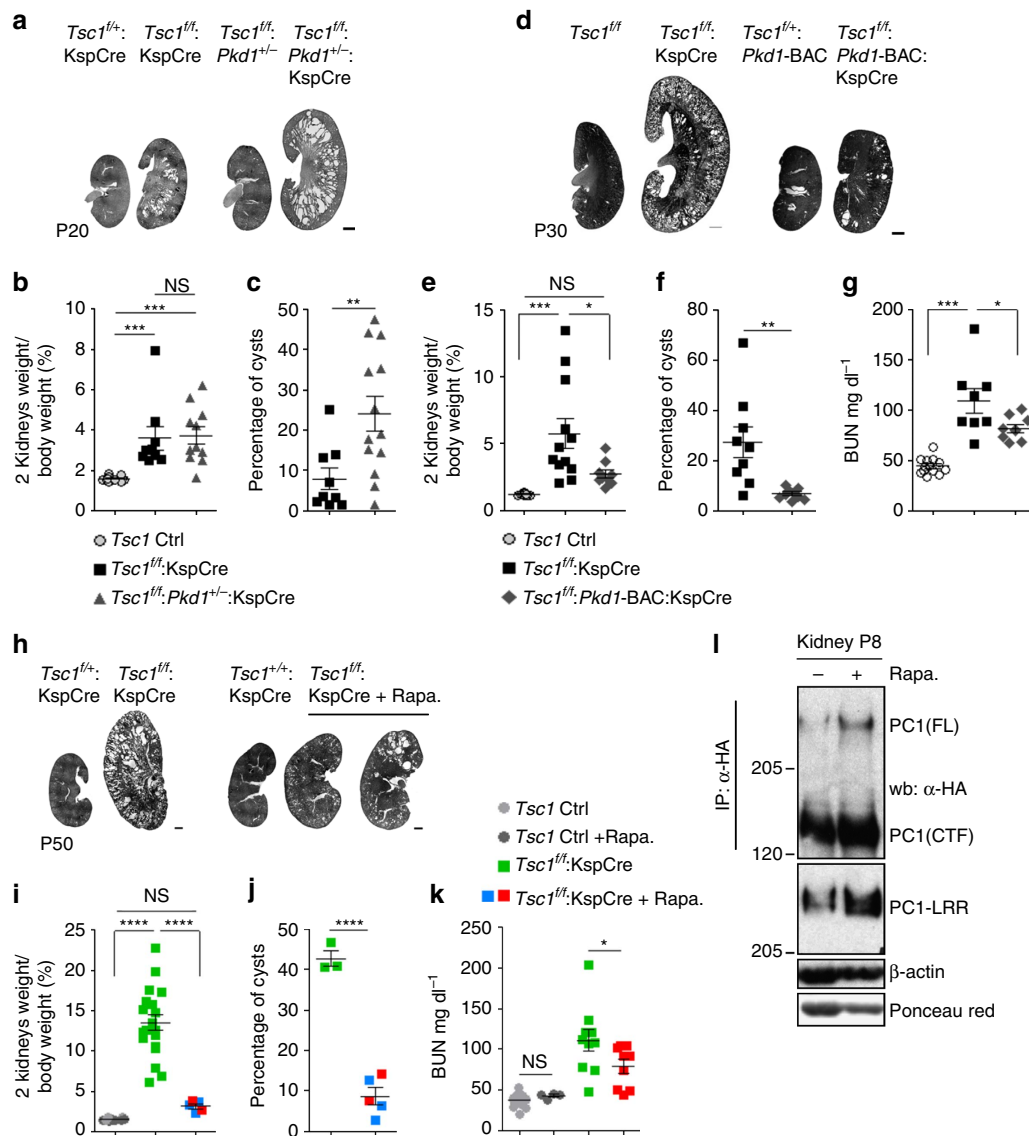 a
Tsc1f/+: Tsc1f/f: Tsc1f/f: Tsc1f/f:
KspCre KspCre Pkd1+/− Pkd1+/−:
KspCre
P20
d
Tsc1f/f Tsc1f/f: Tsc1f/+: Tsc1f/f:
KspCre Pkd1-BAC Pkd1-BAC:
KspCre
P30
b
2 Kidneys weight/
body weight (%)
10
8
6
4
2
0
NS
***
***
c
Percentage of cysts
50
40
30
20
10
0
**
Tsc1 Ctrl
Tsc1f/f:KspCre
Tsc1f/f:Pkd1+/−:KspCre
e
2 Kidneys weight/
body weight (%)
15
10
5
0
NS
*** *
f
Percentage of cysts
80
60
40
20
0
**
g
BUN mg dl−1
200
150
100
50
0
*** *
Tsc1 Ctrl
Tsc1f/f:KspCre
Tsc1f/f:Pkd1-BAC:KspCre
h
Tsc1f/+: Tsc1f/f: Tsc1+/+: Tsc1f/f:
KspCre KspCre KspCre KspCre + Rapa.
P50
Tsc1 Ctrl
Tsc1 Ctrl +Rapa.
Tsc1f/f:KspCre
Tsc1f/f:KspCre + Rapa.
i
2 kidneys weight/
body weight (%)
25
20
15
10
5
0
NS
**** ****
j
Percentage of cysts
50
40
30
20
10
0
****
k
BUN mg dl−1
250
200
150
100
50
0
NS
*
l
Kidney P8
− + Rapa.
IP: α-HA
PC1(FL)
205
wb: α-HA
PC1(CTF)
120
PC1-LRR
205
β-actin
Ponceau red